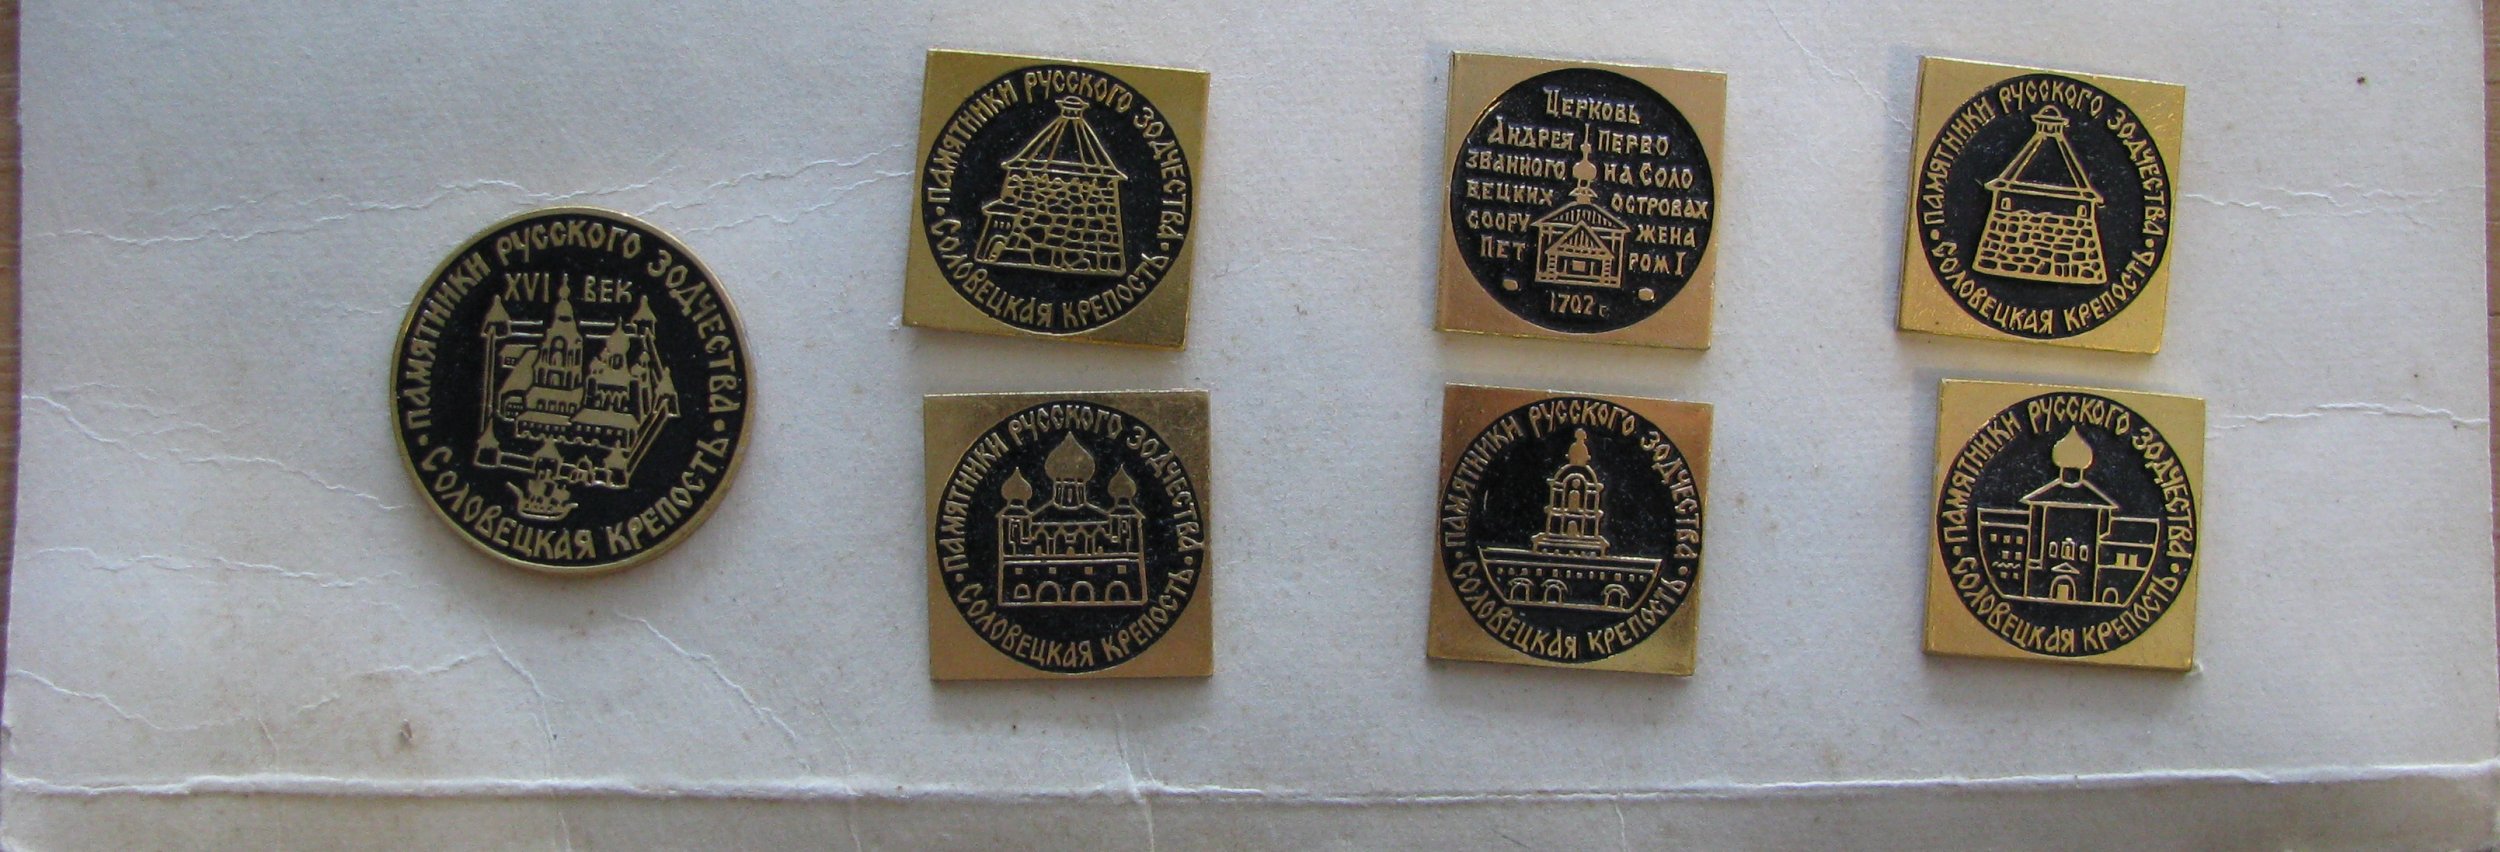 ПАМЯТНИКИ РУССКОГО ЗОДЧЕСТВА
XVI ВЕК
СОЛОВЕЦКАЯ КРЕПОСТЬ
ПАМЯТНИКИ РУССКОГО ЗОДЧЕСТВА
СОЛОВЕЦКАЯ КРЕПОСТЬ
ЦЕРКОВЬ
АНДРЕЯ ПЕРВО
ЗВАННОГО НА СОЛО
ВЕЦКИХ ОСТРОВАХ
СООРУ ЖЕНА
ПЕТ РОМ I
1702 г.
ПАМЯТНИКИ РУССКОГО ЗОДЧЕСТВА
СОЛОВЕЦКАЯ КРЕПОСТЬ
ПАМЯТНИКИ РУССКОГО ЗОДЧЕСТВА
СОЛОВЕЦКАЯ КРЕПОСТЬ
ПАМЯТНИКИ РУССКОГО ЗОДЧЕСТВА
СОЛОВЕЦКАЯ КРЕПОСТЬ
ПАМЯТНИКИ РУССКОГО ЗОДЧЕСТВА
СОЛОВЕЦКАЯ КРЕПОСТЬ